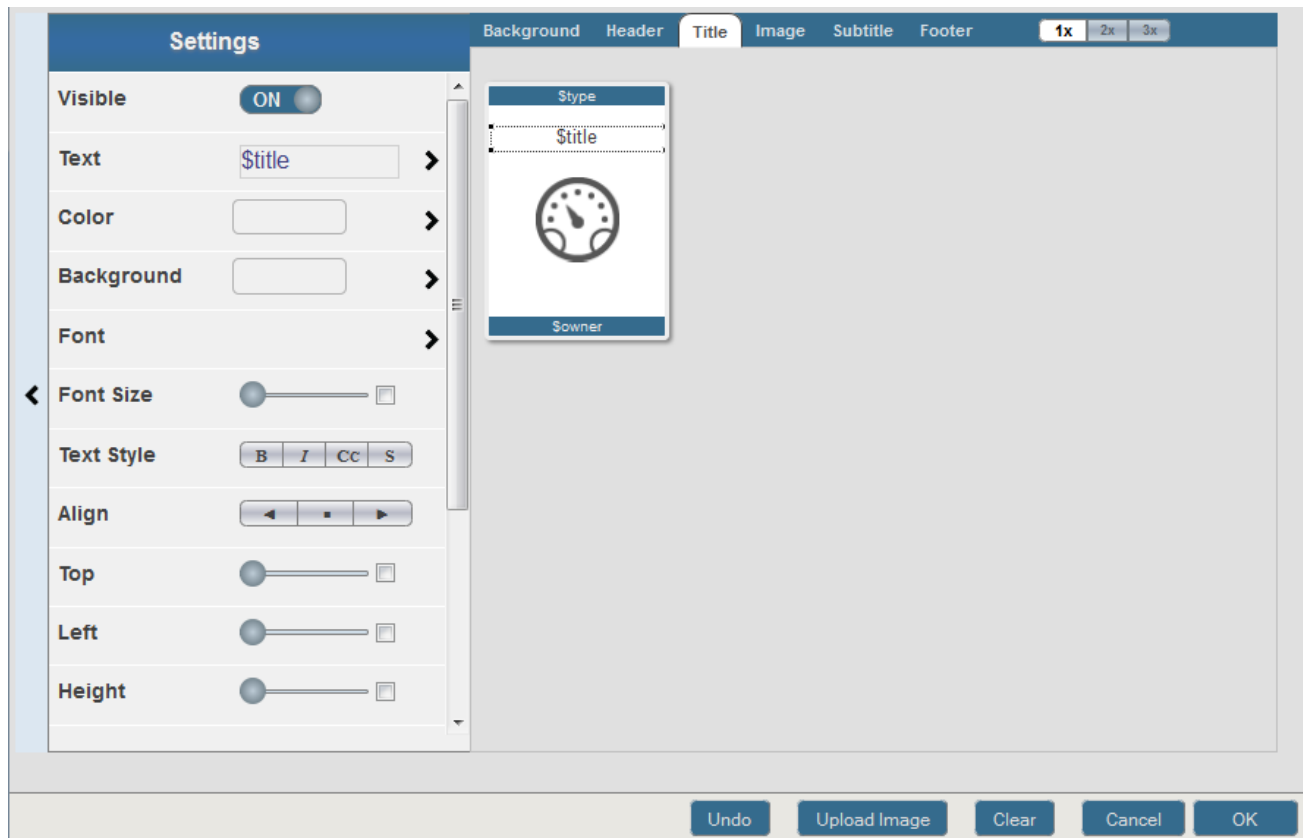 Settings
Background Header Title Image Subtitle Footer 1x 2x 3x
Visible ON
Text $title
Color
Background
Font
Font Size
Text Style B I Cc S
Align
Top
Left
Height
$type
$title
$owner
Undo Upload Image Clear Cancel OK